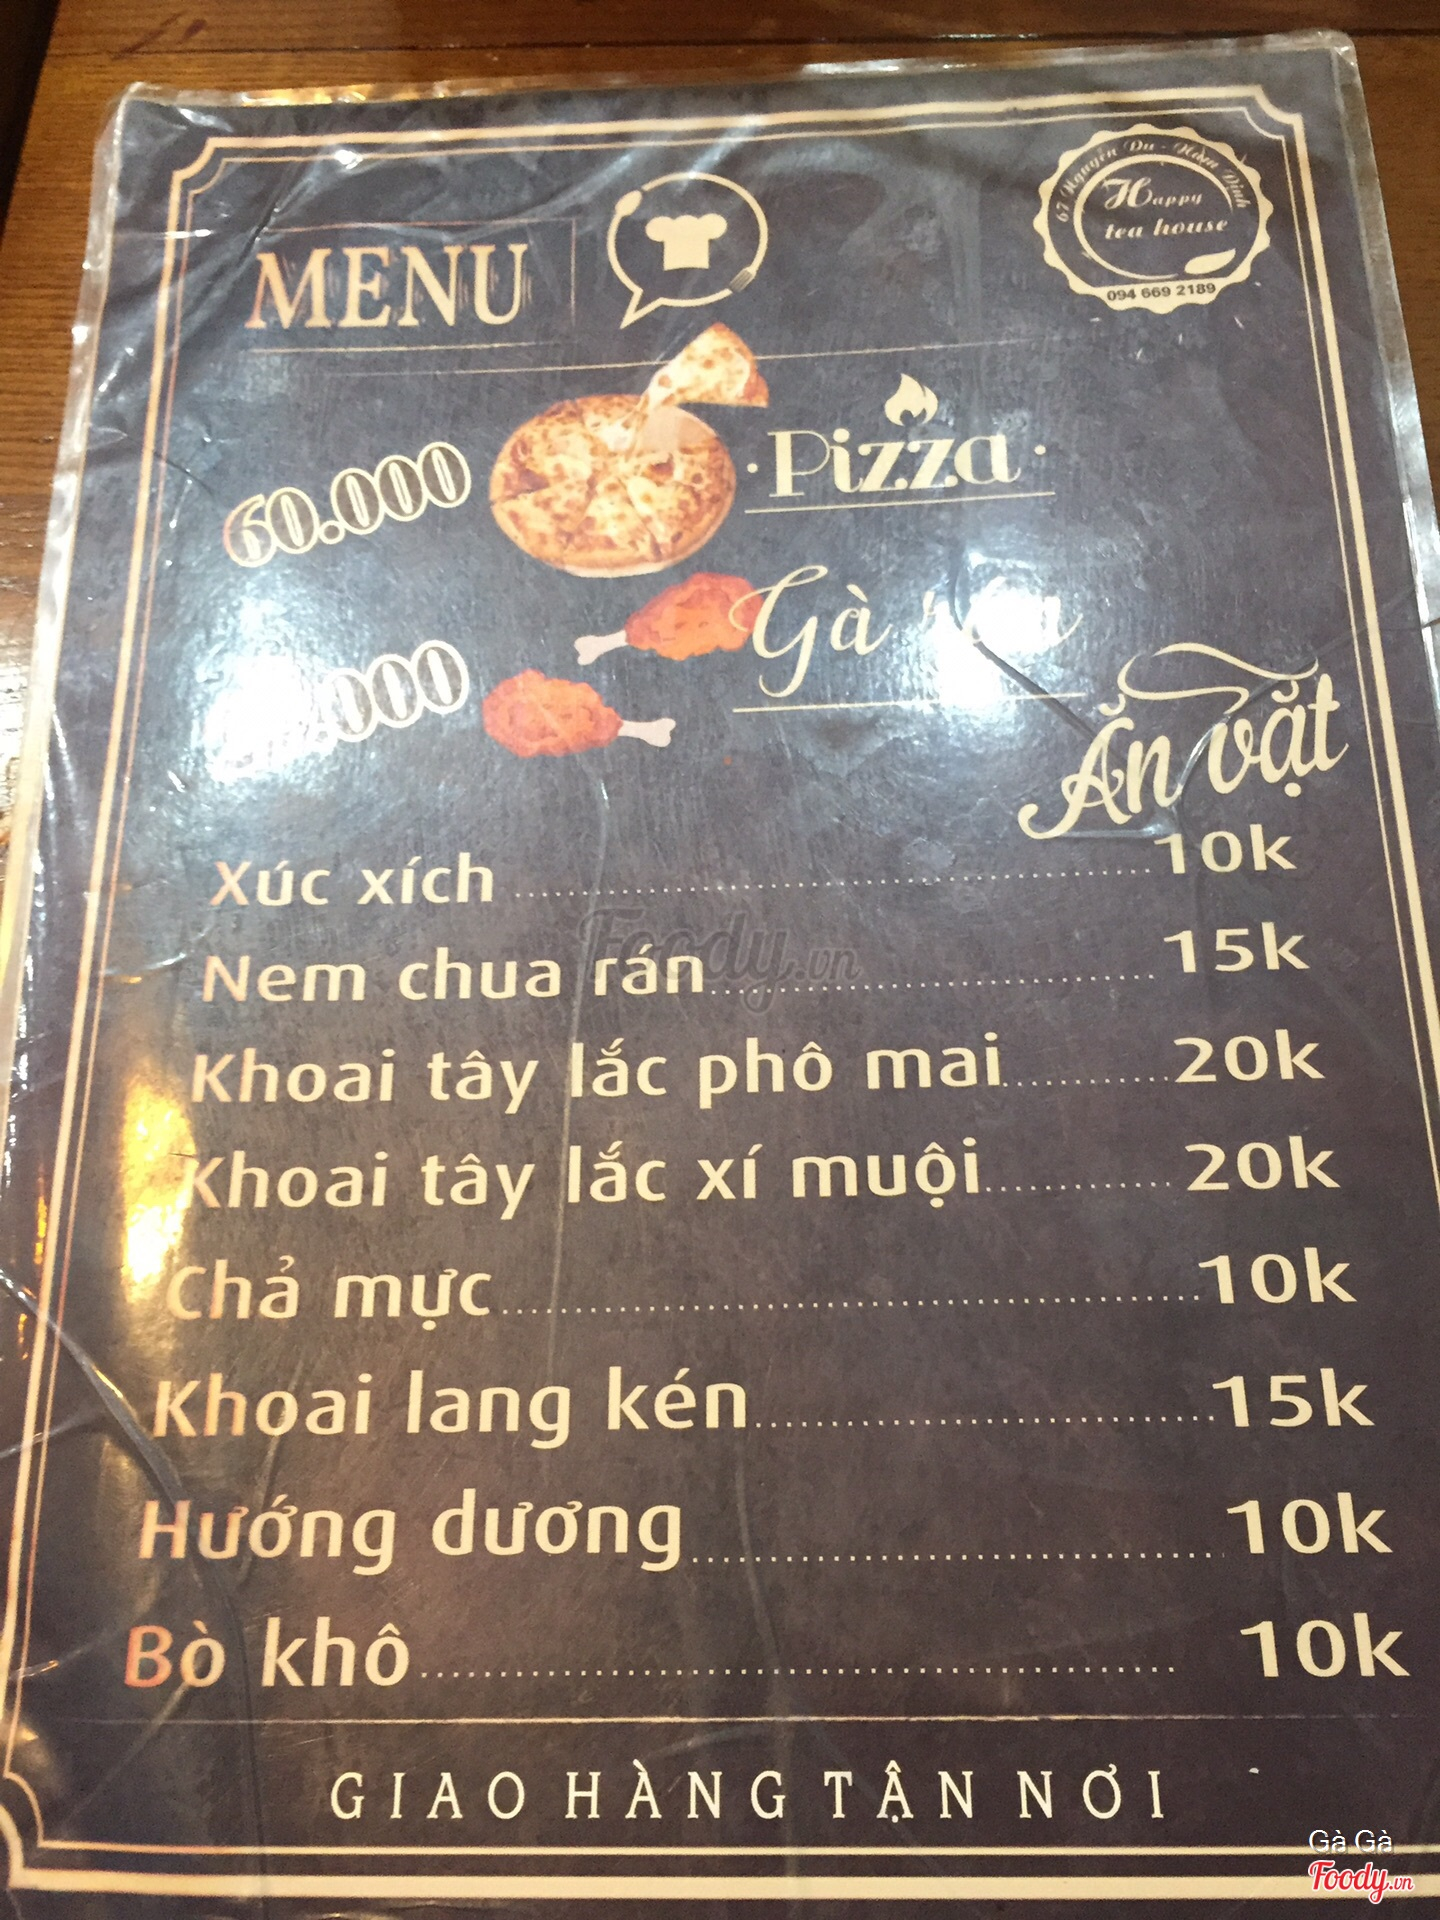 67 Nguyễn Du - Nam Định
Happy
tea house
094 669 2189
MENU
60.000
Pizza
Gà
Ăn vặt
Xúc xích 10k
Nem chua rán 15k
Khoai tây lắc phô mai 20k
Khoai tây lắc xí muội 20k
Chả mực 10k
Khoai lang kén 15k
Hướng dương 10k
Bò khô 10k
GIAO HÀNG TẬN NƠI
Foody.vn
Gà Gà
Foody.vn